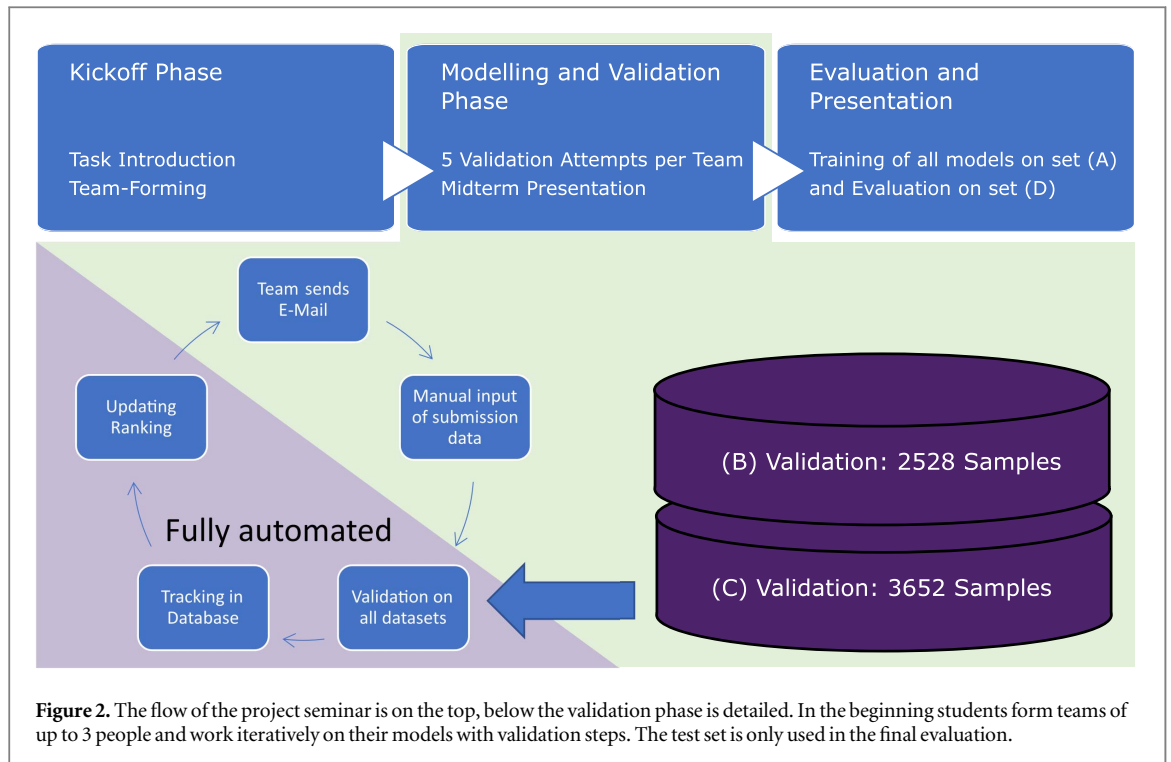 Kickoff Phase
Task Introduction
Team-Forming
Modelling and Validation
Phase
5 Validation Attempts per Team
Midterm Presentation
Evaluation and
Presentation
Training of all models on set (A)
and Evaluation on set (D)
Team sends
E-Mail
Manual input
of submission
data
Updating
Ranking
Fully automated
Tracking in
Database
Validation on
all datasets
(B) Validation: 2528 Samples
(C) Validation: 3652 Samples
Figure 2. The flow of the project seminar is on the top, below the validation phase is detailed. In the beginning students form teams of
up to 3 people and work iteratively on their models with validation steps. The test set is only used in the final evaluation.